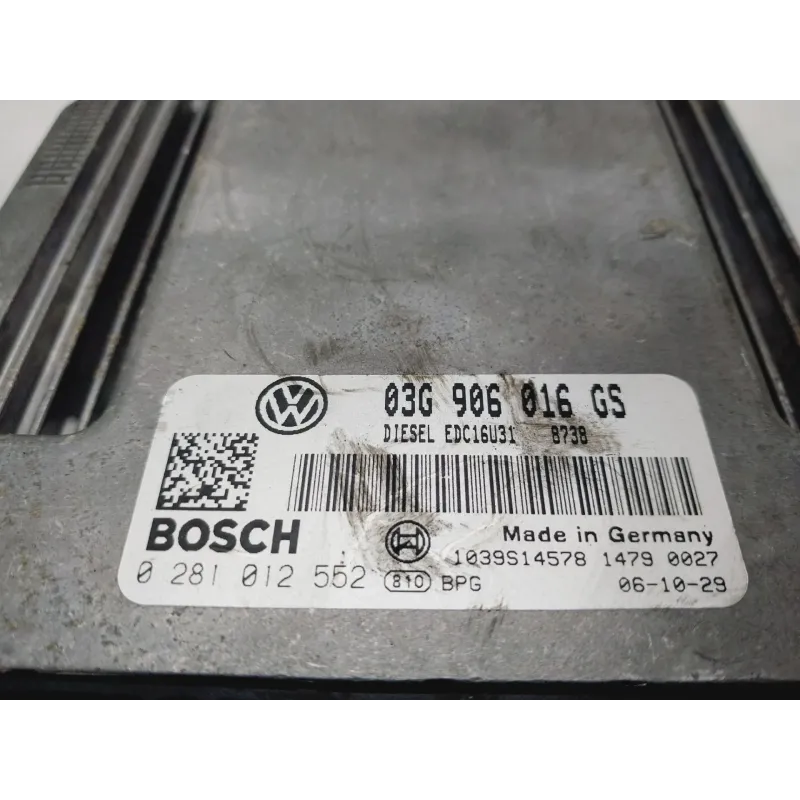 03G 906 016 GS
DIESEL EDC16U31 8738
BOSCH
Made in Germany
1039S14578 1479 0027
0 281 012 552
810 BPG 06-10-29